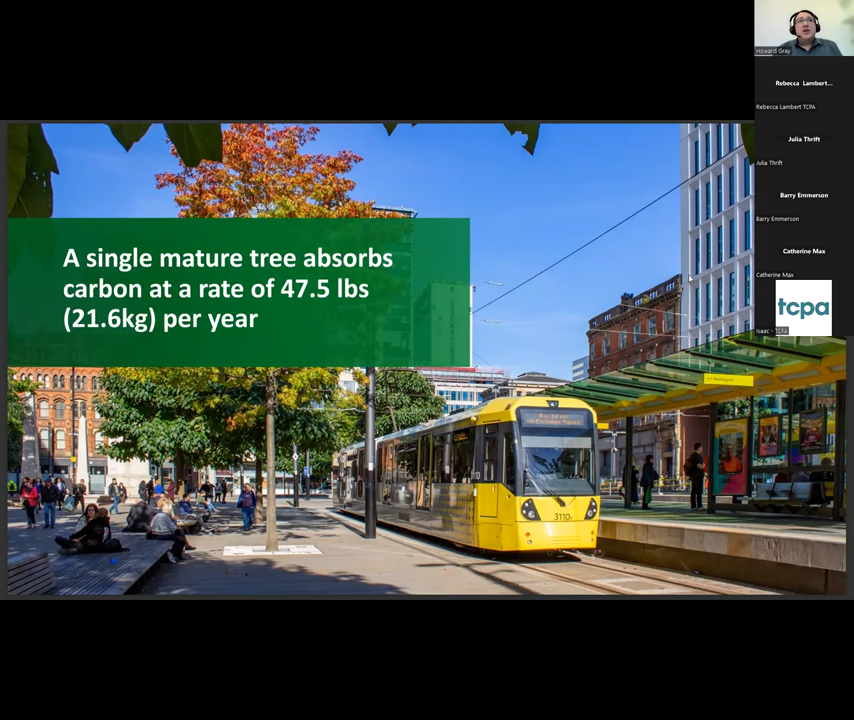 A single mature tree absorbs
carbon at a rate of 47.5 lbs
(21.6kg) per year
Howard Gray
Rebecca Lambert...
Rebecca Lambert TCPA
Julia Thrift
Julia Thrift
Barry Emmerson
Barry Emmerson
Catherine Max
Catherine Max
tcpa
Isaac - TCPA
3110